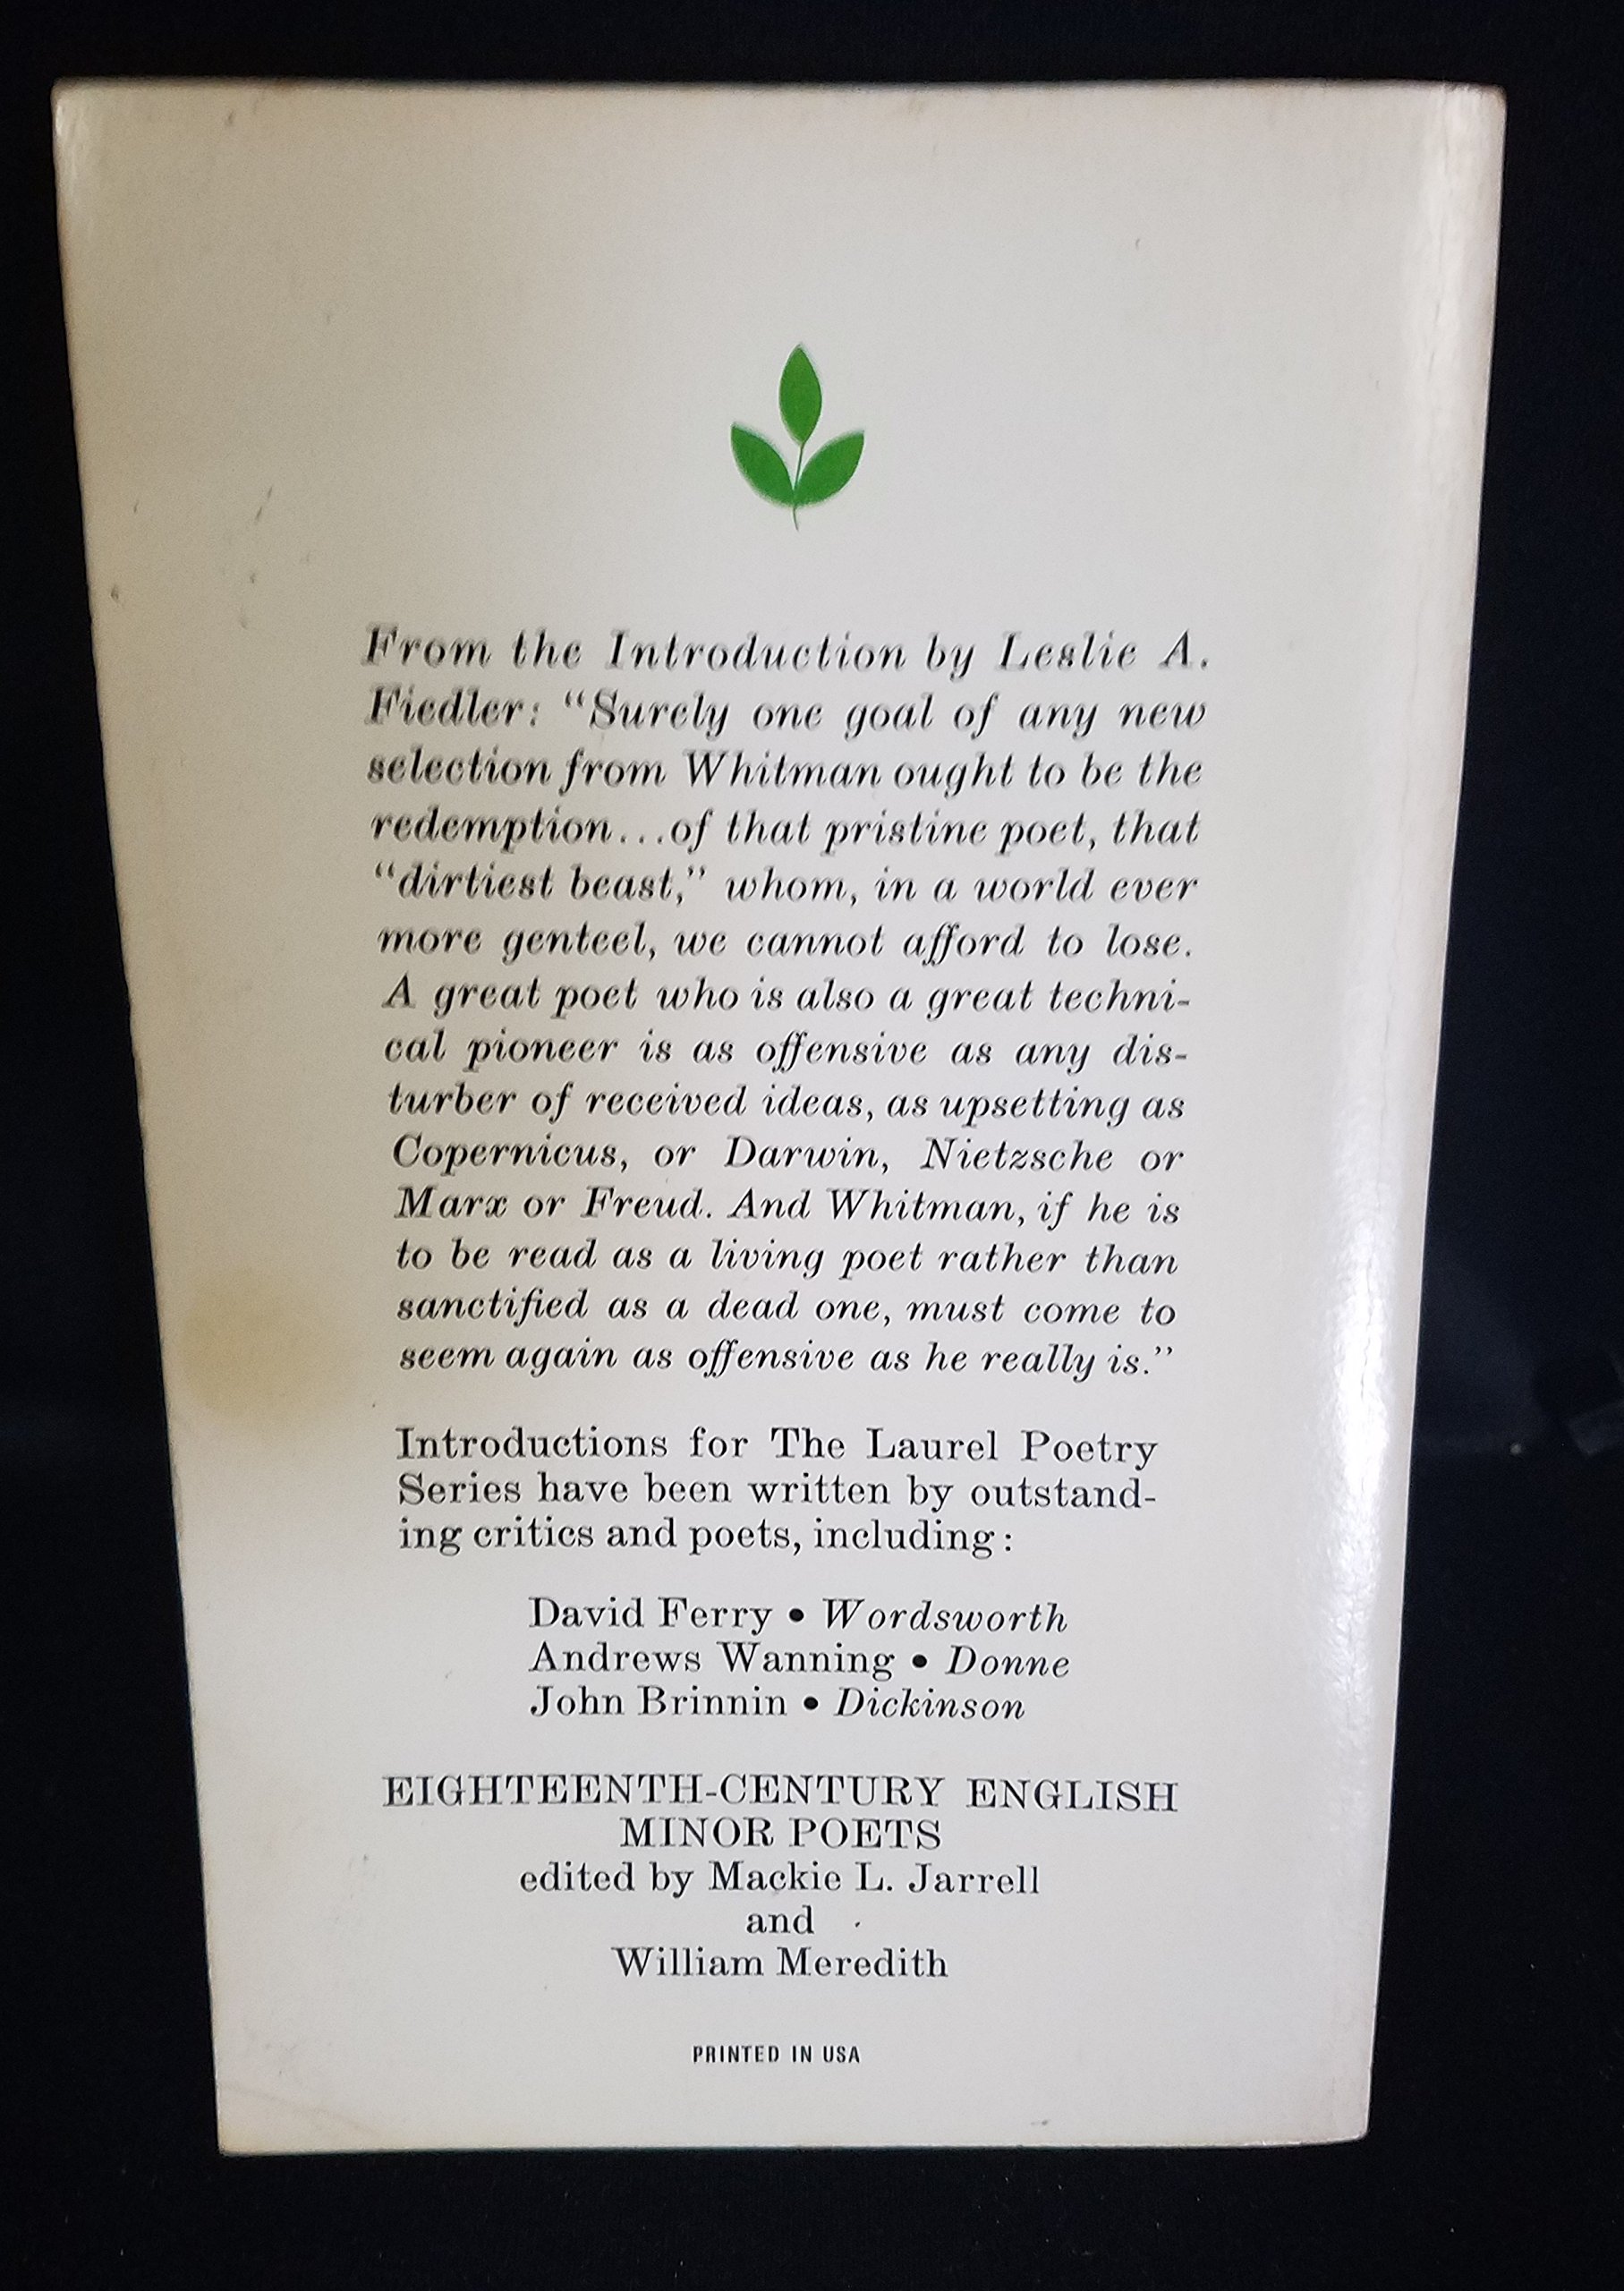 From the Introduction by Leslie A.
Fiedler: “Surely one goal of any new
selection from Whitman ought to be the
redemption...of that pristine poet, that
“dirtiest beast,” whom, in a world ever
more genteel, we cannot afford to lose.
A great poet who is also a great techni-
cal pioneer is as offensive as any dis-
turber of received ideas, as upsetting as
Copernicus, or Darwin, Nietzsche or
Marx or Freud. And Whitman, if he is
to be read as a living poet rather than
sanctified as a dead one, must come to
seem again as offensive as he really is.”
Introductions for The Laurel Poetry
Series have been written by outstand-
ing critics and poets, including:
David Ferry • Wordsworth
Andrews Wanning • Donne
John Brinnin • Dickinson
EIGHTEENTH-CENTURY ENGLISH
MINOR POETS
edited by Mackie L. Jarrell
and
William Meredith
PRINTED IN USA